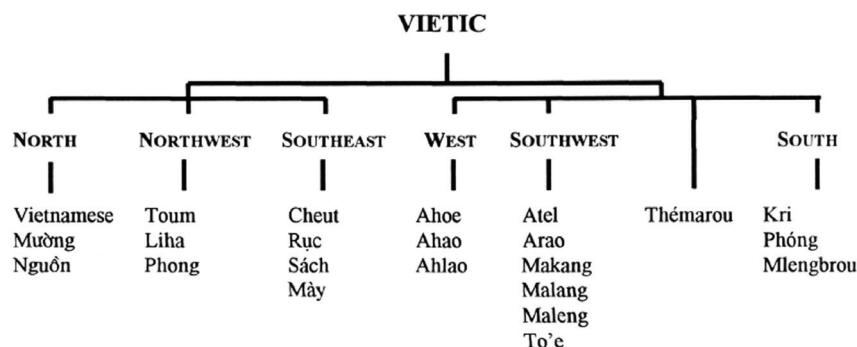 VIETIC
NORTH NORTHWEST SOUTHEAST WEST SOUTHWEST SOUTH
Vietnamese Toum Cheut Ahoe Atel Thémarou Kri
Mường Liha Rục Ahao Arao Phóng
Nguồn Phong Sách Ahlao Makang Mlengbrou
Mày Malang
Maleng
To'e